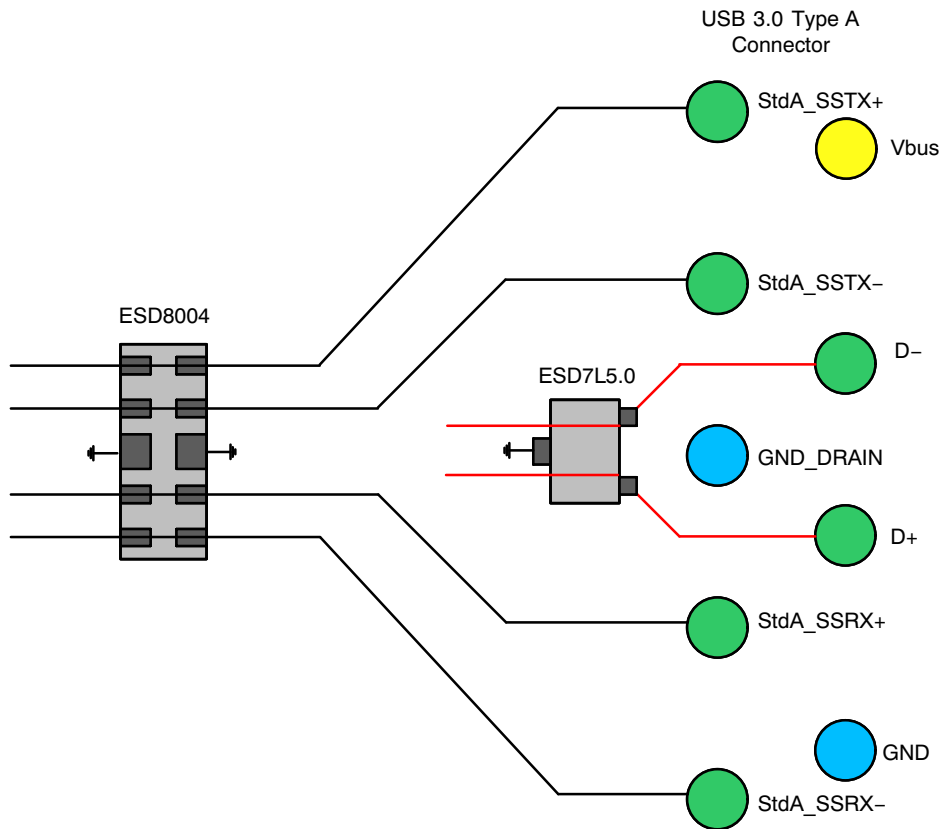 USB 3.0 Type A
Connector
StdA_SSTX+
Vbus
StdA_SSTX−
ESD8004
D−
ESD7L5.0
GND_DRAIN
D+
StdA_SSRX+
GND
StdA_SSRX−